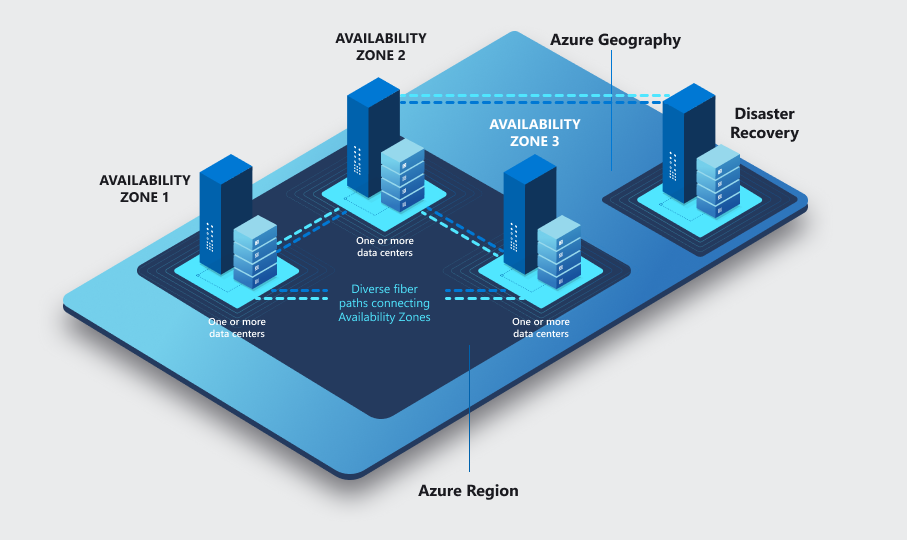 AVAILABILITY
ZONE 2
Azure Geography
Disaster
Recovery
AVAILABILITY
ZONE 3
AVAILABILITY
ZONE 1
One or more
data centers
Diverse fiber
paths connecting
Availability Zones
One or more
data centers
One or more
data centers
Azure Region